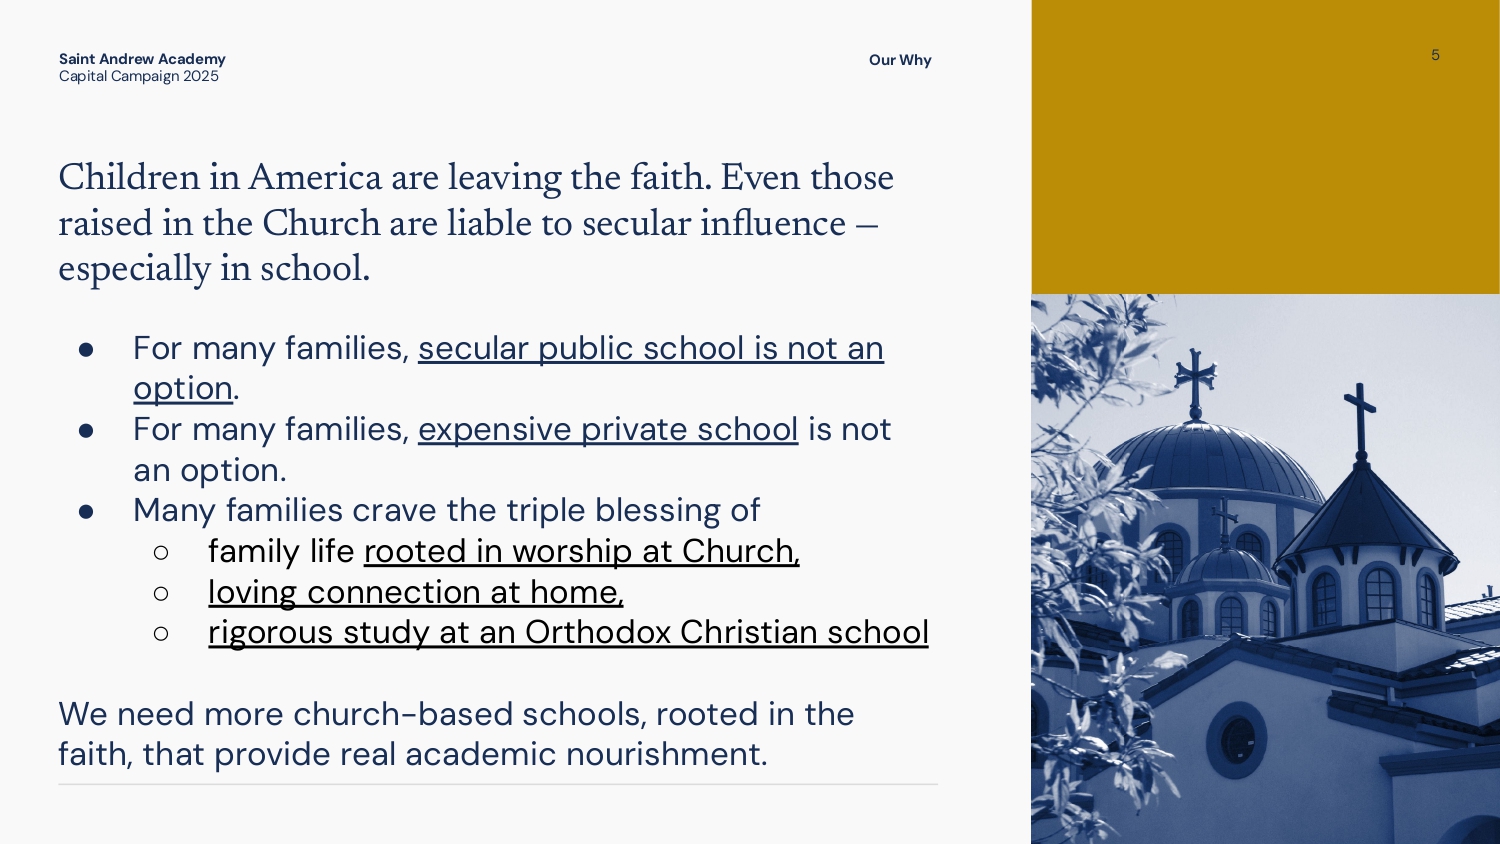 Saint Andrew Academy
Capital Campaign 2025
Our Why
5
Children in America are leaving the faith. Even those
raised in the Church are liable to secular influence –
especially in school.
● For many families, secular public school is not an
option.
● For many families, expensive private school is not
an option.
● Many families crave the triple blessing of
○ family life rooted in worship at Church,
○ loving connection at home,
○ rigorous study at an Orthodox Christian school
We need more church-based schools, rooted in the
faith, that provide real academic nourishment.